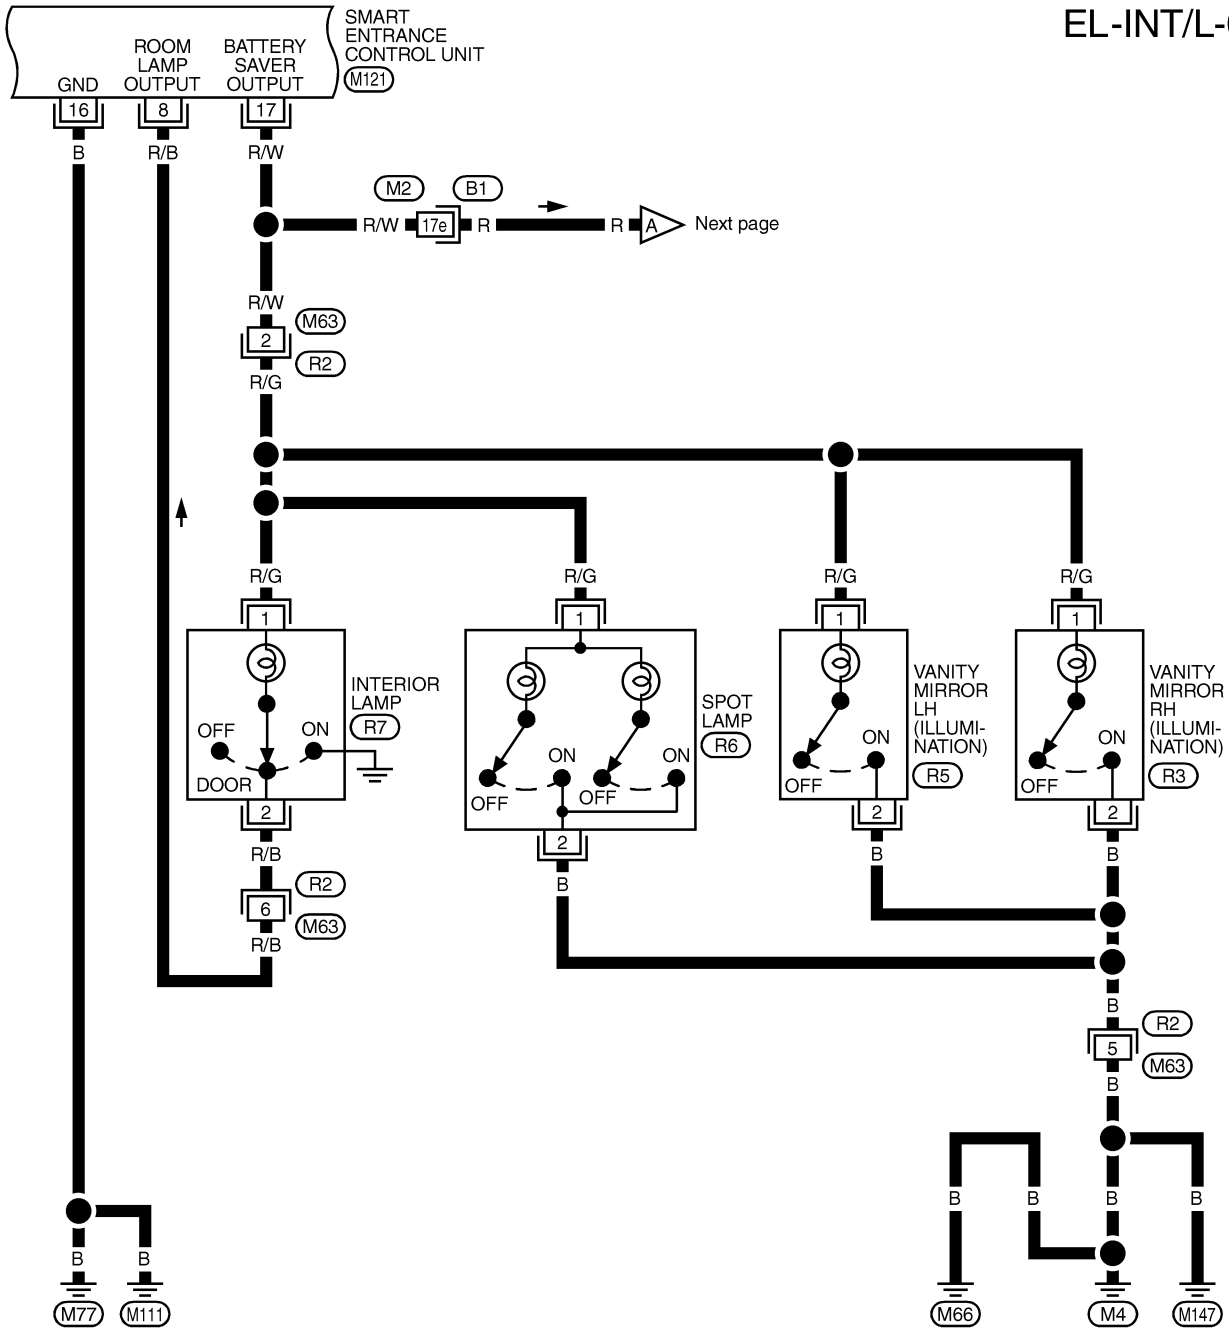 EL-INT/L-
SMART
ENTRANCE
CONTROL UNIT
M121
GND
ROOM
LAMP
OUTPUT
BATTERY
SAVER
OUTPUT
16
8
17
B
R/B
R/W
M2
B1
R/W
17e
R
R
A
Next page
R/W
M63
2
R2
R/G
R/G
R/G
R/G
R/G
1
1
1
1
INTERIOR
LAMP
R7
OFF
ON
DOOR
2
SPOT
LAMP
R6
ON
ON
OFF
OFF
2
VANITY
MIRROR
LH
(ILLUMI-
NATION)
R5
ON
OFF
2
VANITY
MIRROR
RH
(ILLUMI-
NATION)
R3
ON
OFF
2
R/B
B
B
B
R2
6
M63
R/B
B
R2
5
M63
B
B
B
B
B
B
B
M77
M111
M66
M4
M147